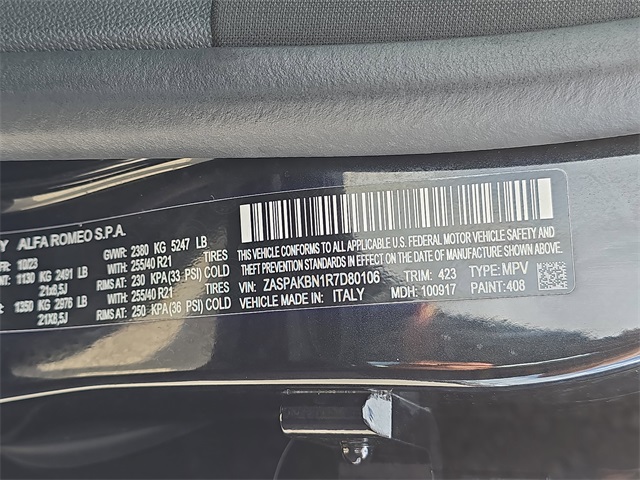 Y ALFA ROMEO S.P.A.
FR: 10/23 GVWR: 2380 KG 5247 LB
1130 KG 2491 LB WITH: 255/40 R21 TIRES
21x8,5J RIMS AT: 230 KPA(33 PSI) COLD
1350 KG 2976 LB WITH: 255/40 R21 TIRES
21X8,5J RIMS AT: 250 KPA(36 PSI) COLD
THIS VEHICLE CONFORMS TO ALL APPLICABLE U.S. FEDERAL MOTOR VEHICLE SAFETY AND
THEFT PREVENTION STANDARDS IN EFFECT ON THE DATE OF MANUFACTURE SHOWN ABOVE.
VIN: ZASPAKBN1R7D80106 TRIM: 423 TYPE: MPV
VEHICLE MADE IN: ITALY MDH: 100917 PAINT: 408